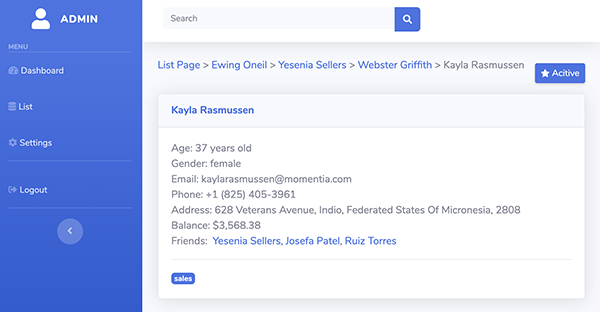 ADMIN
Search
MENU
Dashboard
List
Settings
Logout
List Page > Ewing Oneil > Yesenia Sellers > Webster Griffith > Kayla Rasmussen
Acitive
Kayla Rasmussen
Age: 37 years old
Gender: female
Email: kaylarasmussen@momentia.com
Phone: +1 (825) 405-3961
Address: 628 Veterans Avenue, Indio, Federated States Of Micronesia, 2808
Balance: $3,568.38
Friends: Yesenia Sellers, Josefa Patel, Ruiz Torres
sales